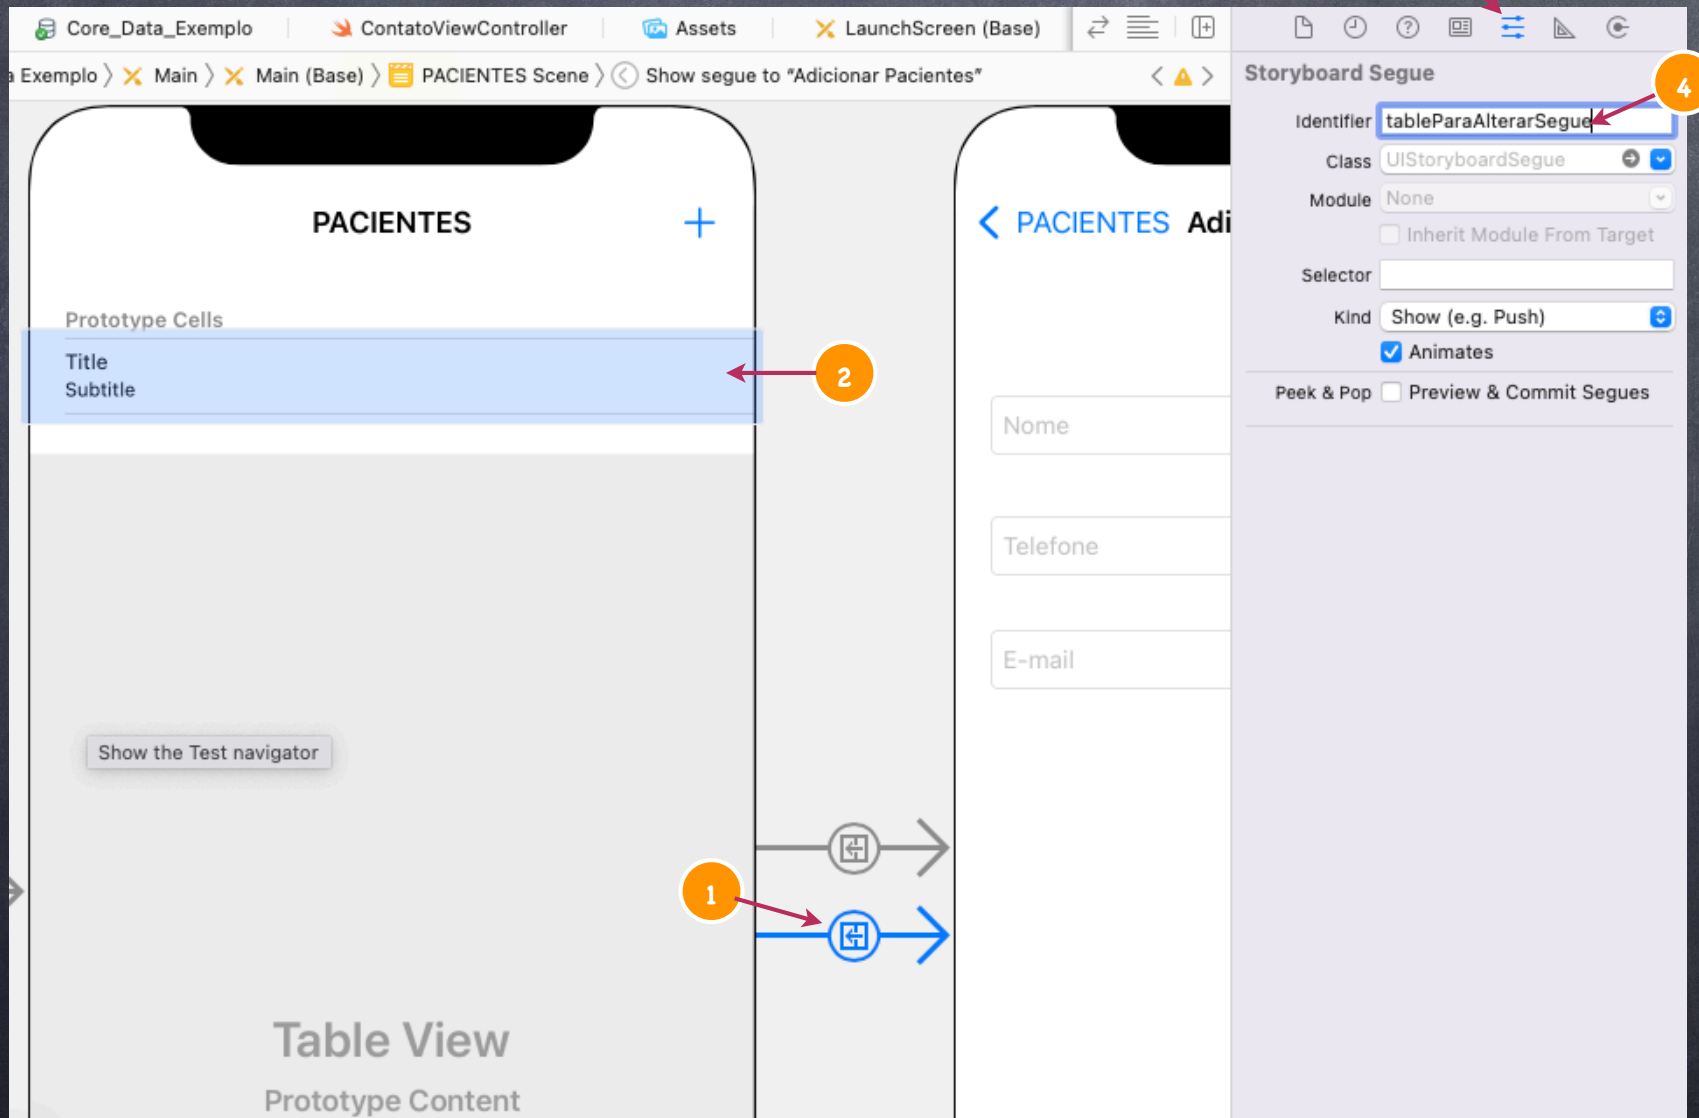 Core_Data_Exemplo ContatoViewController Assets LaunchScreen (Base)
a Exemplo Main Main (Base) PACIENTES Scene Show segue to “Adicionar Pacientes”
Storyboard Segue
4
Identifier tableParaAlterarSegue
Class UIStoryboardSegue
Module None
Inherit Module From Target
Selector
Kind Show (e.g. Push)
Animates
Peek & Pop Preview & Commit Segues
PACIENTES
Prototype Cells
Title
Subtitle
2
Show the Test navigator
1
Table View
Prototype Content
PACIENTES Adi
Nome
Telefone
E-mail